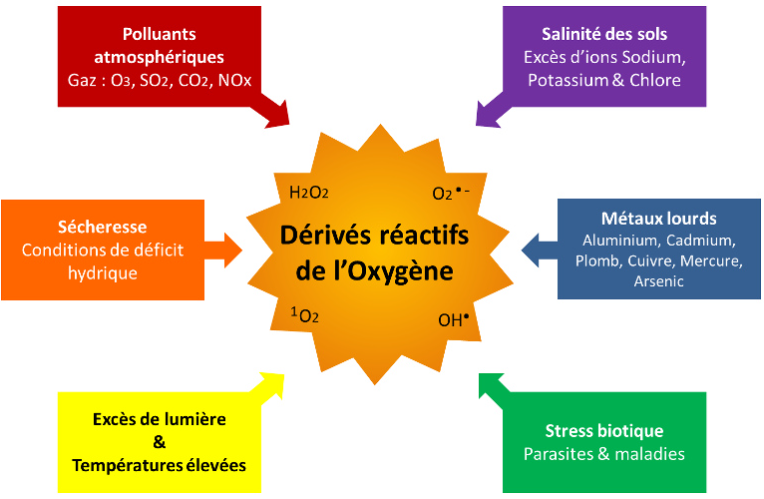 Polluants
atmosphériques
Gaz : O3, SO2, CO2, NOx
Salinité des sols
Excès d'ions Sodium,
Potassium & Chlore
H2O2
O2•-
Dérivés réactifs
de l'Oxygène
1O2
OH•
Sécheresse
Conditions de déficit
hydrique
Métaux lourds
Aluminium, Cadmium,
Plomb, Cuivre, Mercure,
Arsenic
Excès de lumière
&
Températures élevées
Stress biotique
Parasites & maladies